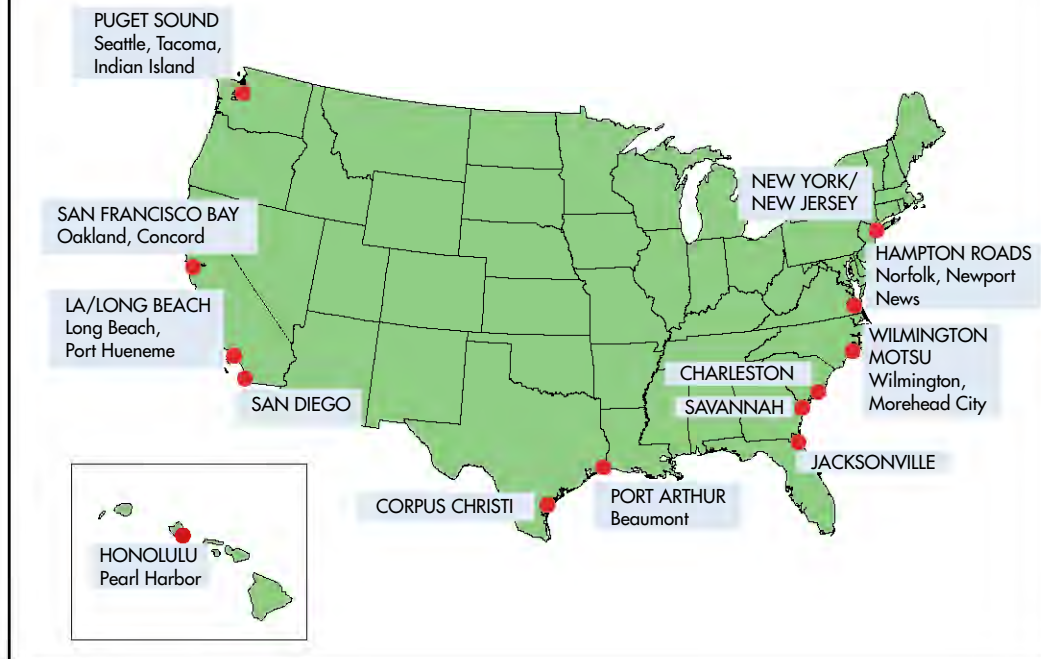 PUGET SOUND
Seattle, Tacoma,
Indian Island
SAN FRANCISCO BAY
Oakland, Concord
LA/LONG BEACH
Long Beach,
Port Hueneme
SAN DIEGO
NEW YORK/
NEW JERSEY
HAMPTON ROADS
Norfolk, Newport
News
WILMINGTON
MOTSU
Wilmington,
Morehead City
CHARLESTON
SAVANNAH
JACKSONVILLE
PORT ARTHUR
Beaumont
CORPUS CHRISTI
HONOLULU
Pearl Harbor